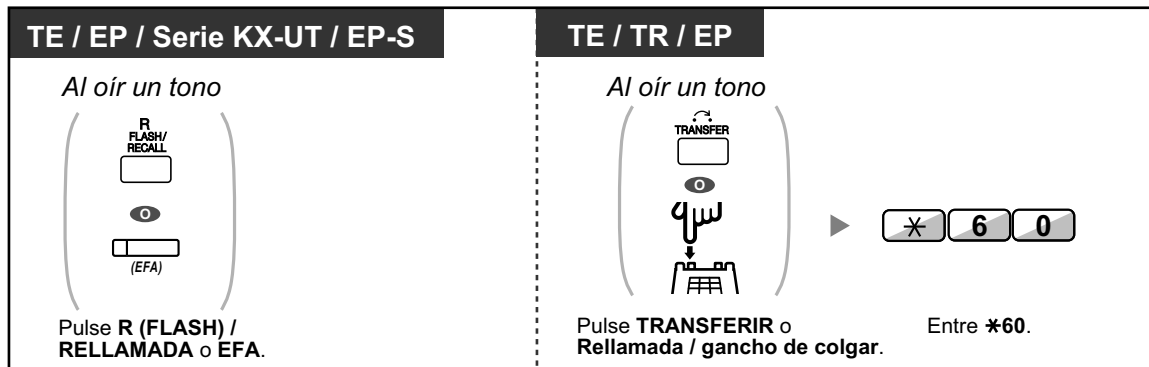 TE / EP / Serie KX-UT / EP-S
Al oír un tono
R
FLASH/
RECALL
O
(EFA)
Pulse R (FLASH) /
RELLAMADA o EFA.
TE / TR / EP
Al oír un tono
TRANSFER
O
Pulse TRANSFERIR o
Rellamada / gancho de colgar.
* 6 0
Entre *60.